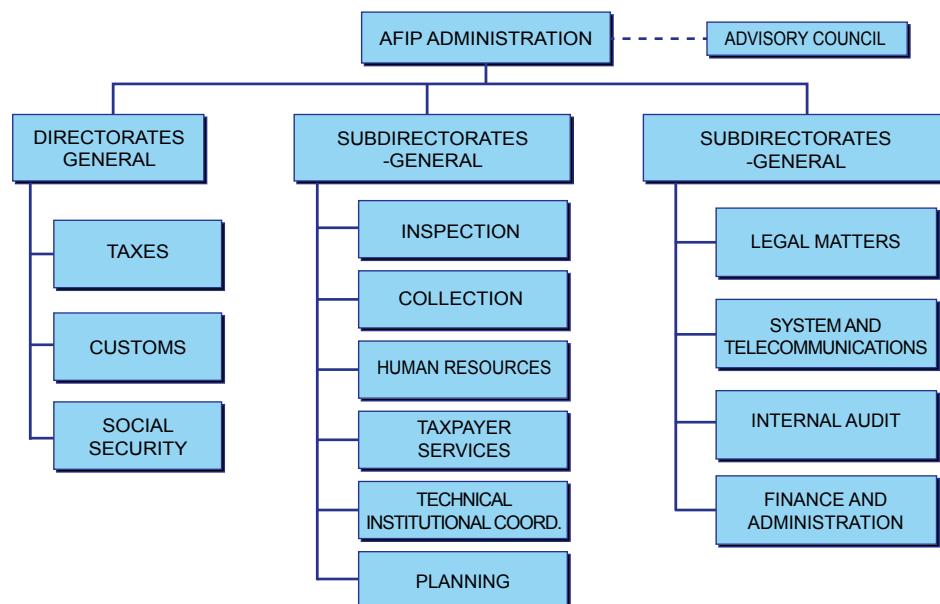 AFIP ADMINISTRATION
ADVISORY COUNCIL
DIRECTORATES
GENERAL
TAXES
CUSTOMS
SOCIAL
SECURITY
SUBDIRECTORATES
-GENERAL
INSPECTION
COLLECTION
HUMAN RESOURCES
TAXPAYER
SERVICES
TECHNICAL
INSTITUTIONAL COORD.
PLANNING
SUBDIRECTORATES
-GENERAL
LEGAL MATTERS
SYSTEM AND
TELECOMMUNICATIONS
INTERNAL AUDIT
FINANCE AND
ADMINISTRATION